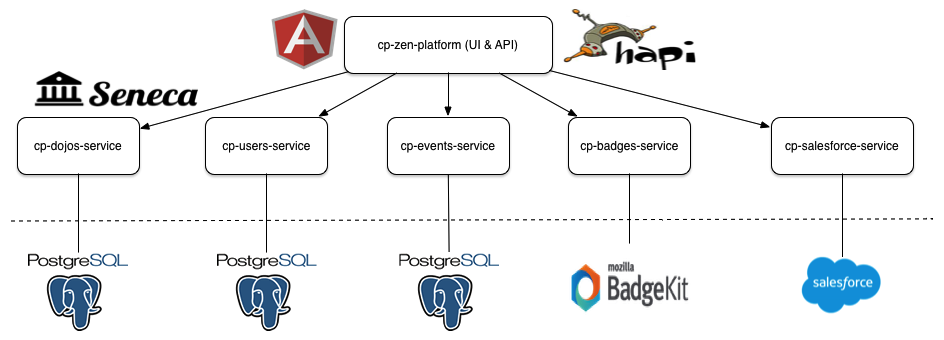 cp-zen-platform (UI & API)
hapi
Seneca
cp-dojos-service
cp-users-service
cp-events-service
cp-badges-service
cp-salesforce-service
PostgreSQL
PostgreSQL
PostgreSQL
mozilla
BadgeKit
salesforce